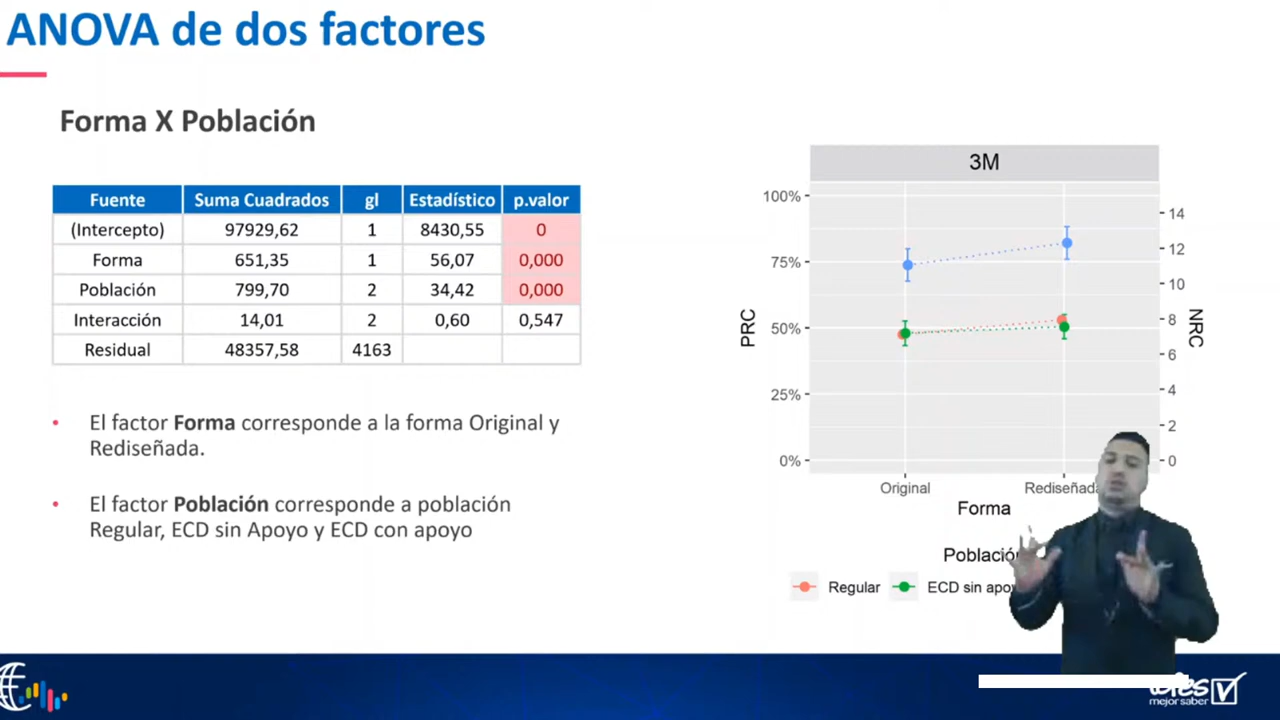 ANOVA de dos factores
Forma X Población
Fuente Suma Cuadrados gl Estadístico p.valor
(Intercepto) 97929,62 1 8430,55 0
Forma 651,35 1 56,07 0,000
Población 799,70 2 34,42 0,000
Interacción 14,01 2 0,60 0,547
Residual 48357,58 4163
• El factor Forma corresponde a la forma Original y
Rediseñada.
• El factor Población corresponde a población
Regular, ECD sin Apoyo y ECD con apoyo
3M
100%
75%
50%
25%
0%
PRC
14
12
10
8
6
4
2
0
NRC
Original Rediseñada
Forma
Población
Regular ECD sin
mejor saber